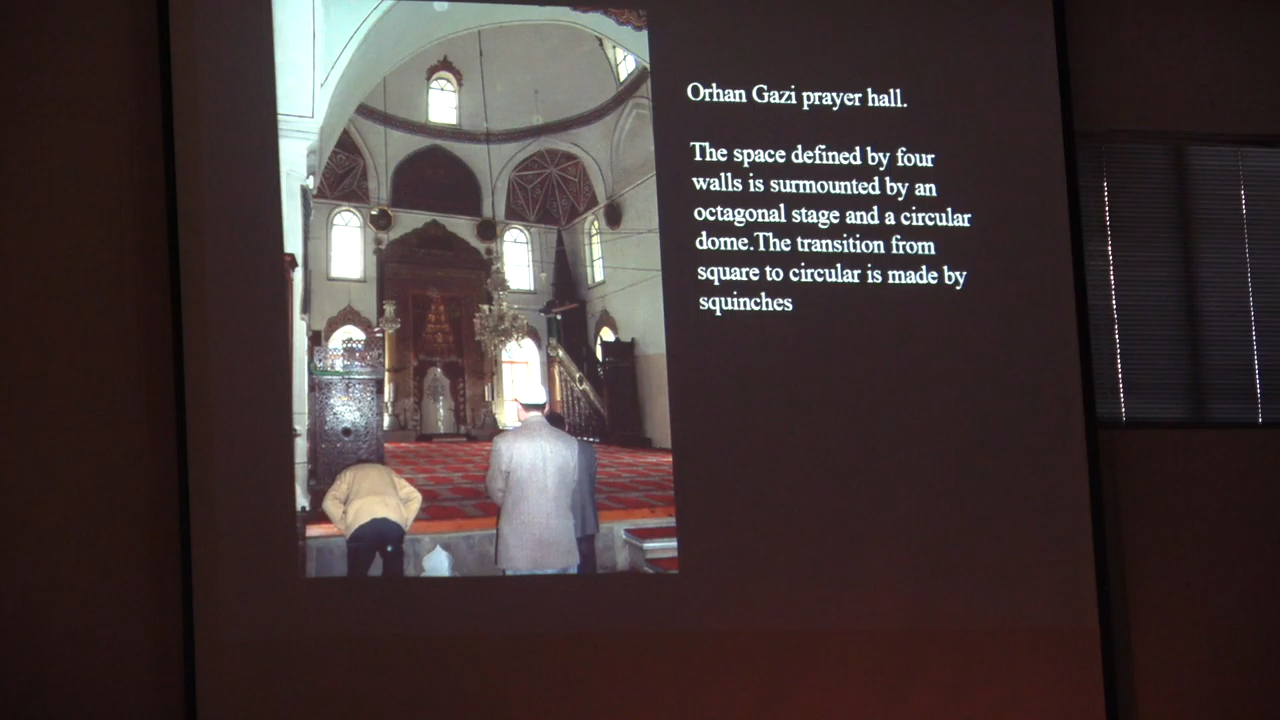 Orhan Gazi prayer hall.
The space defined by four
walls is surmounted by an
octagonal stage and a circular
dome.The transition from
square to circular is made by
squinches